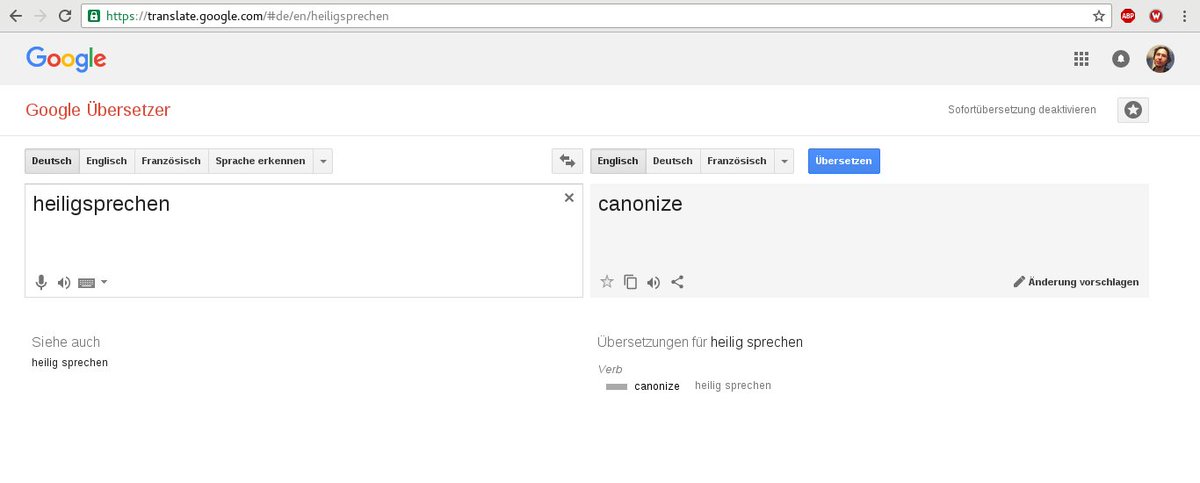 https://translate.google.com/#de/en/heiligsprechen
ABP
W
Google
Google Übersetzer
Sofortübersetzung deaktivieren
Deutsch Englisch Französisch Sprache erkennen
Englisch Deutsch Französisch Übersetzen
heiligsprechen
canonize
Änderung vorschlagen
Siehe auch
heilig sprechen
Übersetzungen für heilig sprechen
Verb
canonize heilig sprechen